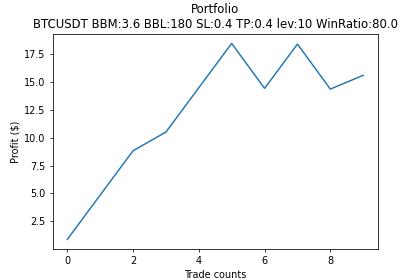 Portfolio
BTCUSDT BBM:3.6 BBL:180 SL:0.4 TP:0.4 lev:10 WinRatio:80.0
17.5
15.0
12.5
10.0
7.5
5.0
2.5
Profit ($)
0 2 4 6 8
Trade counts